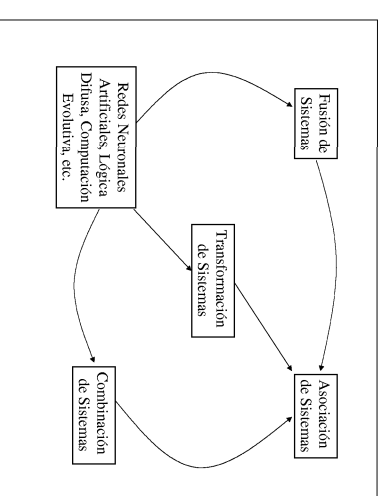 Redes Neuronales
Artificiales, Lógica
Difusa, Computación
Evolutiva, etc.
Fusión de
Sistemas
Transformación
de Sistemas
Combinación
de Sistemas
Asociación
de Sistemas